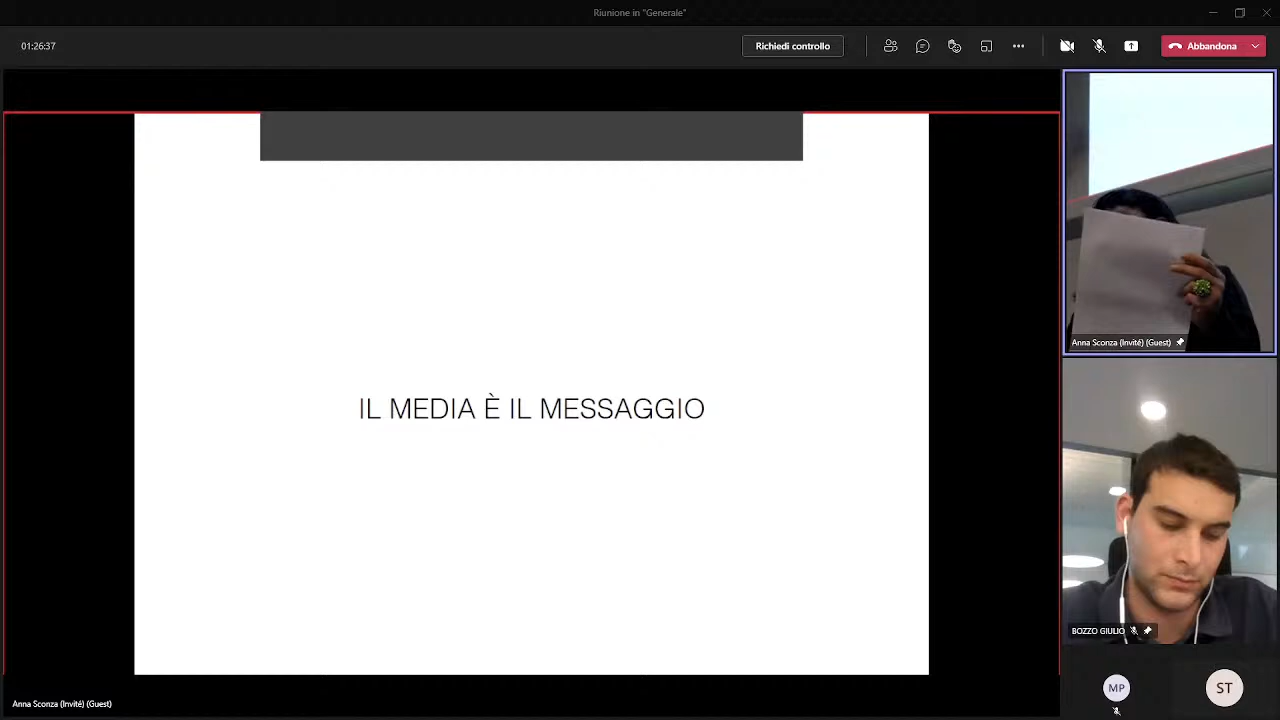 Riunione in "Generale"
01:26:37
Richiedi controllo
Abbandona
IL MEDIA È IL MESSAGGIO
Anna Sconza (Invité) (Guest)
BOZZO GIULIO
MP
ST
Anna Sconza (Invité) (Guest)